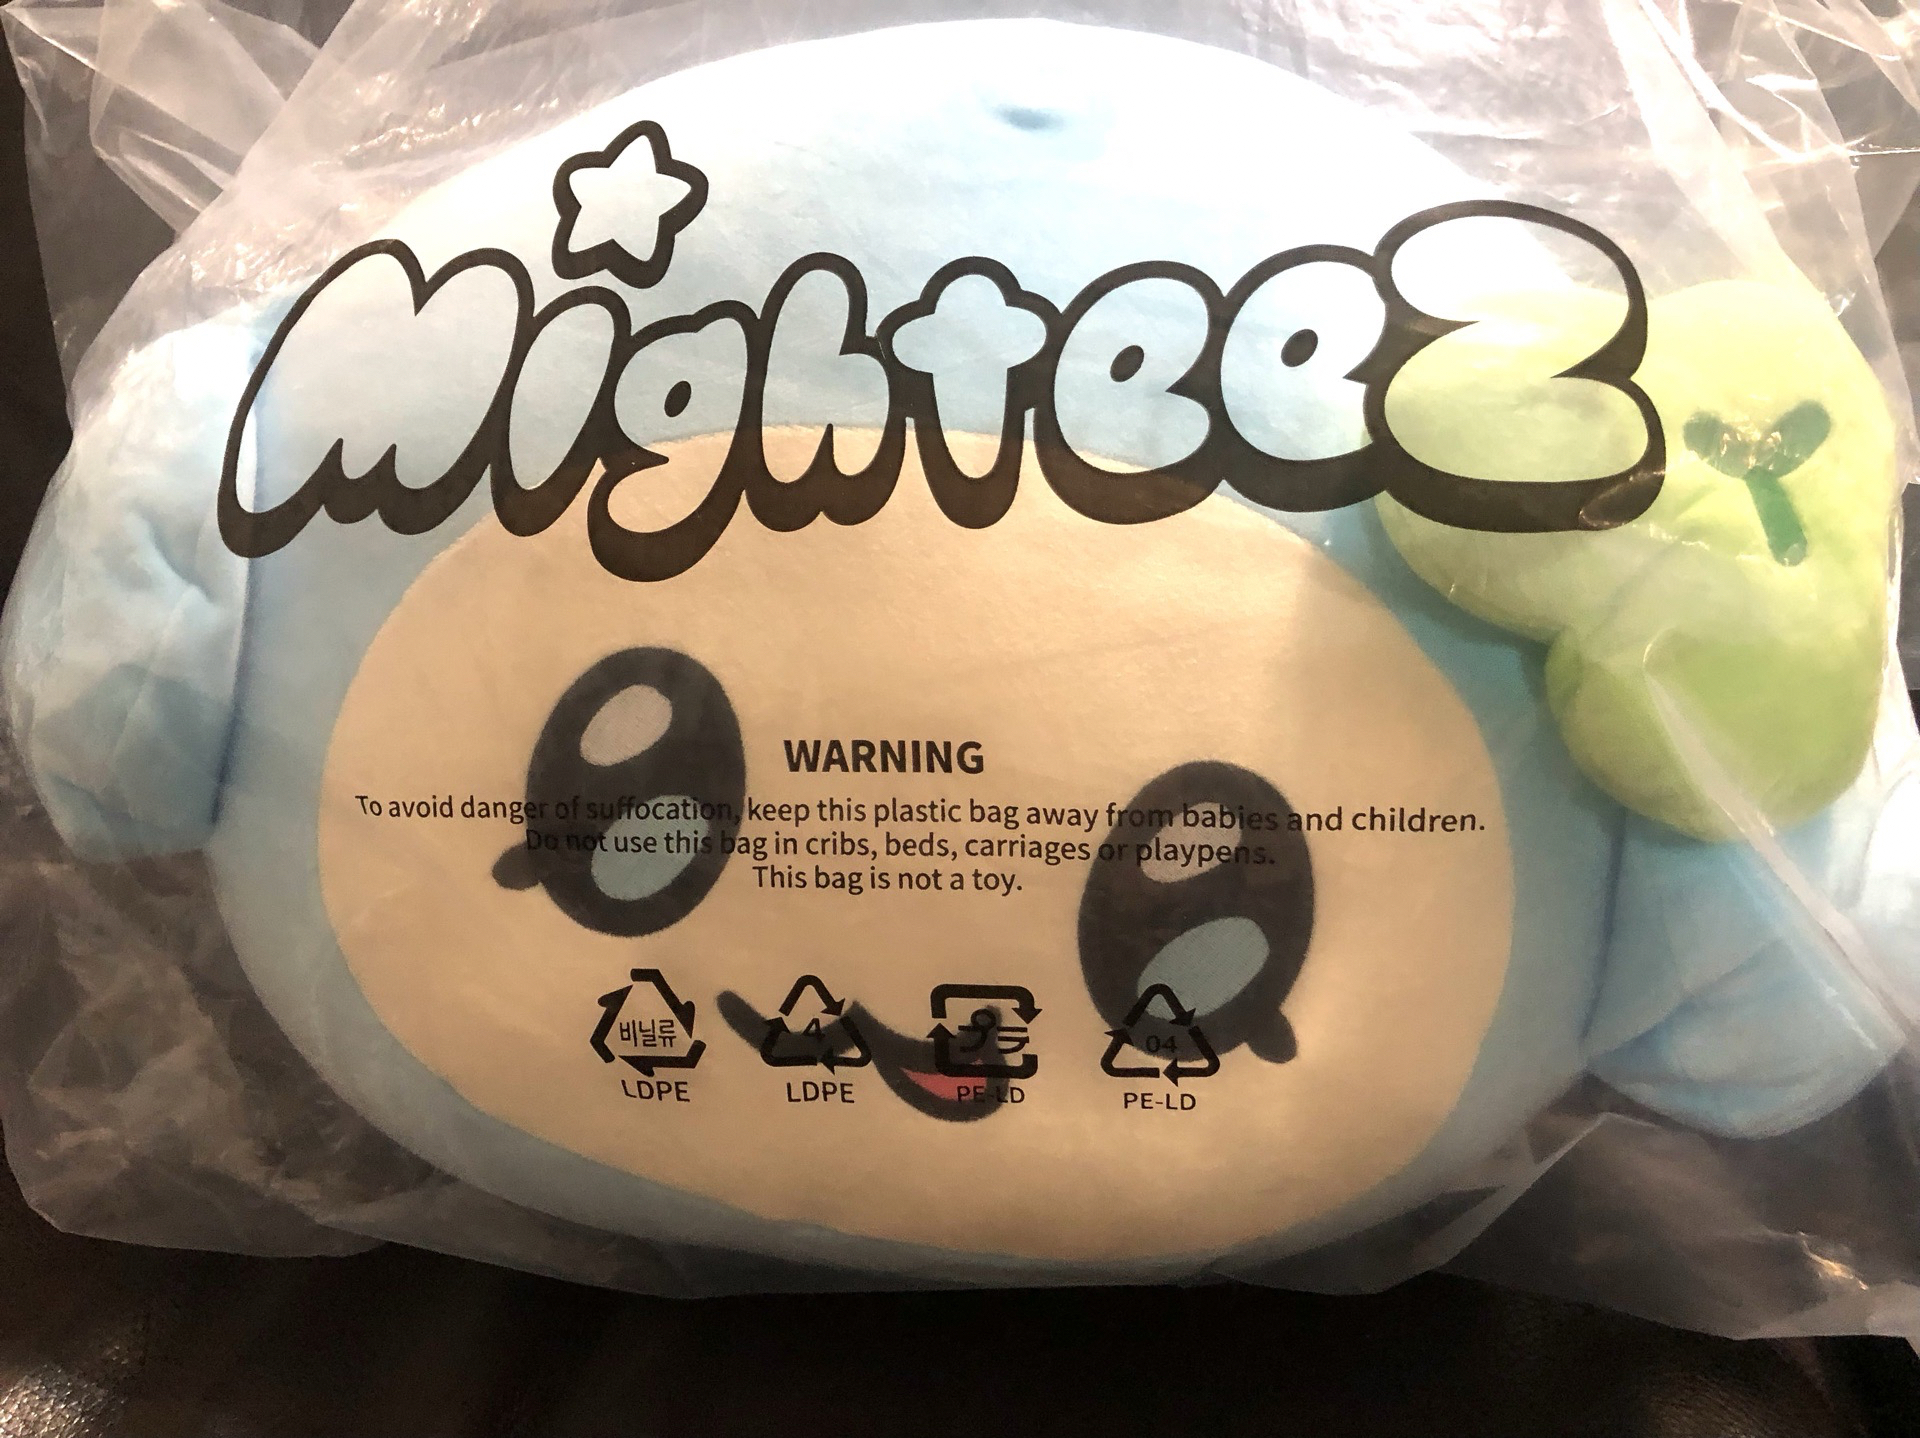 Mighteez
WARNING
To avoid danger of suffocation, keep this plastic bag away from babies and children.
Do not use this bag in cribs, beds, carriages or playpens.
This bag is not a toy.
비닐류 4 プラ 04
LDPE LDPE PE-LD PE-LD